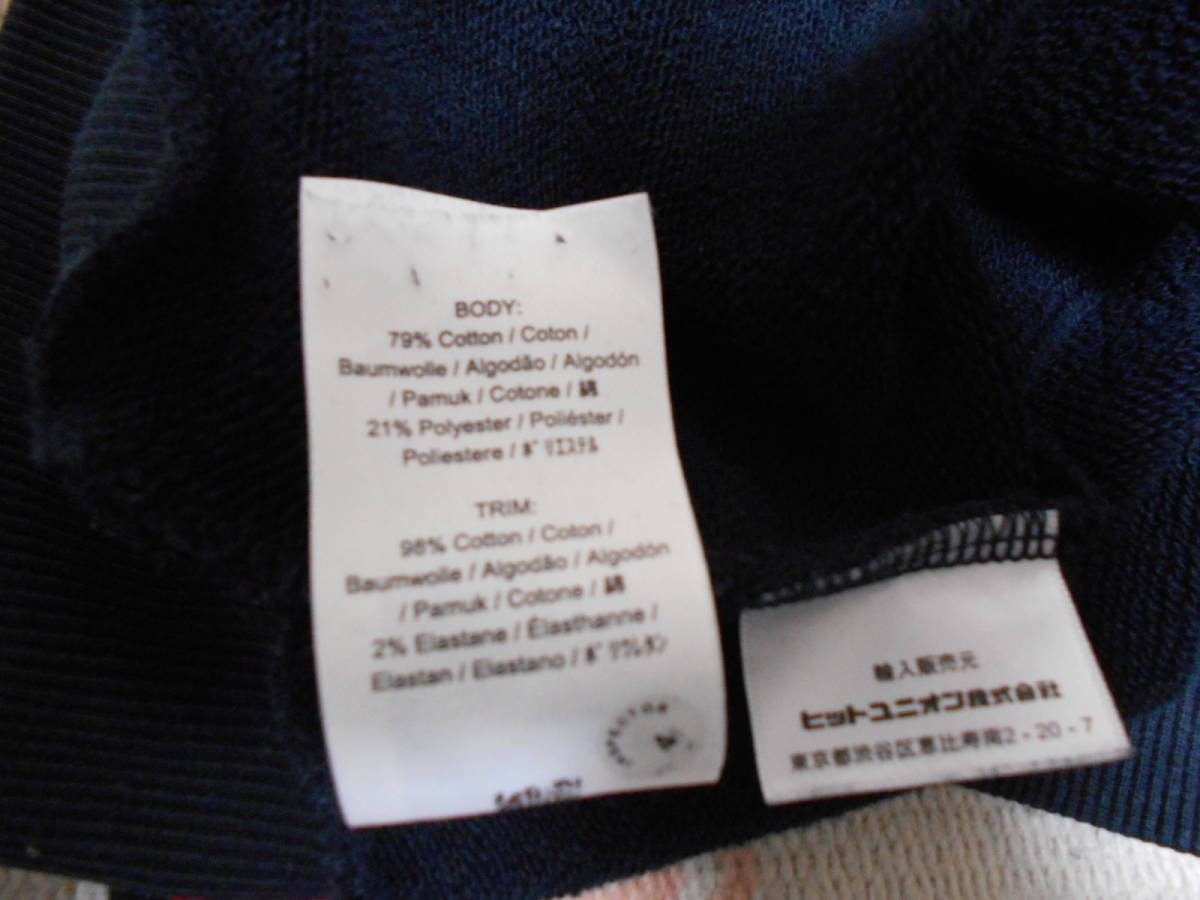 BODY:
79% Cotton / Coton /
Baumwolle / Algodão / Algodón
/ Pamuk / Cotone / 綿
21% Polyester / Poliéster /
Poliestere / ﾎﾟﾘｴｽﾃﾙ
TRIM:
98% Cotton / Coton /
Baumwolle / Algodão / Algodón
/ Pamuk / Cotone / 綿
2% Elastane / Élasthanne /
Elastan / Elastano / ﾎﾟﾘｳﾚﾀﾝ
INSPECTOR
輸入販売元
ヒットユニオン株式会社
東京都渋谷区恵比寿南2-20-7